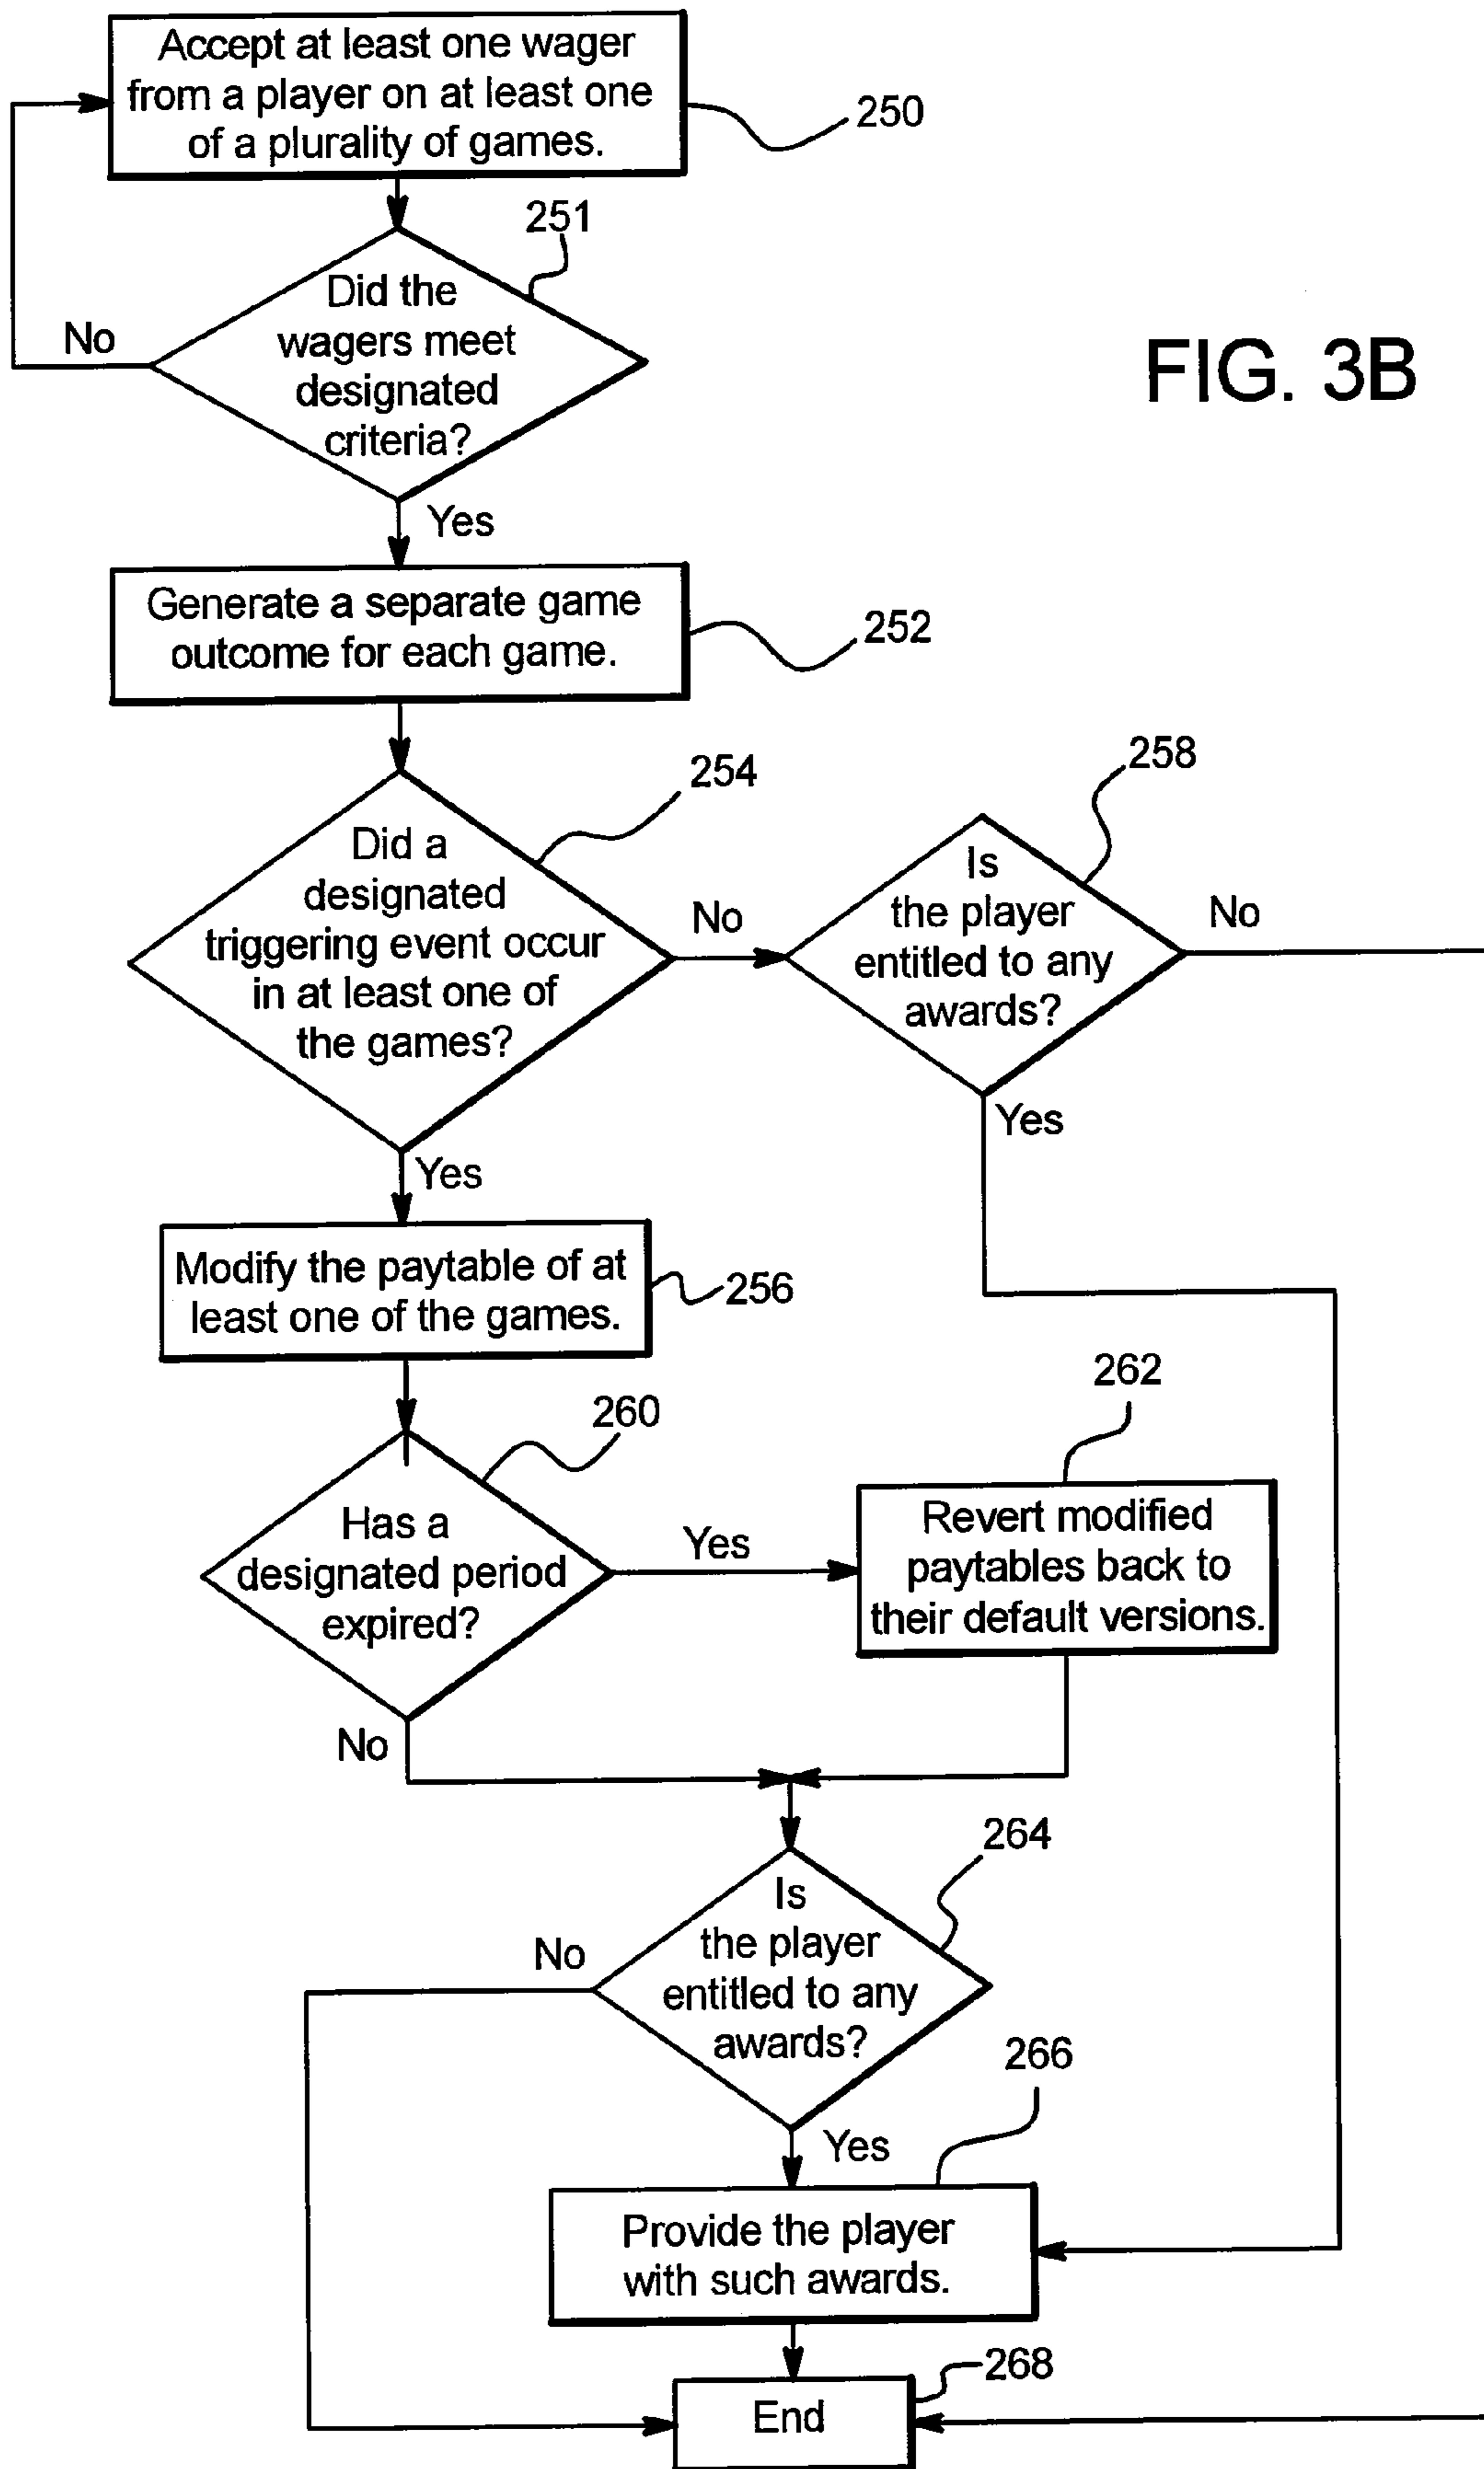 Accept at least one wager
from a player on at least one
of a plurality of games.
250
251
Did the
wagers meet
designated
criteria?
No
FIG. 3B
Yes
Generate a separate game
outcome for each game.
252
254
258
Did a
designated
triggering event occur
in at least one of
the games?
No
Is
the player
entitled to any
awards?
No
Yes
Yes
Modify the paytable of at
least one of the games.
256
260
262
Has a
designated period
expired?
Yes
Revert modified
paytables back to
their default versions.
No
264
Is
the player
entitled to any
awards?
No
266
Yes
Provide the player
with such awards.
268
End